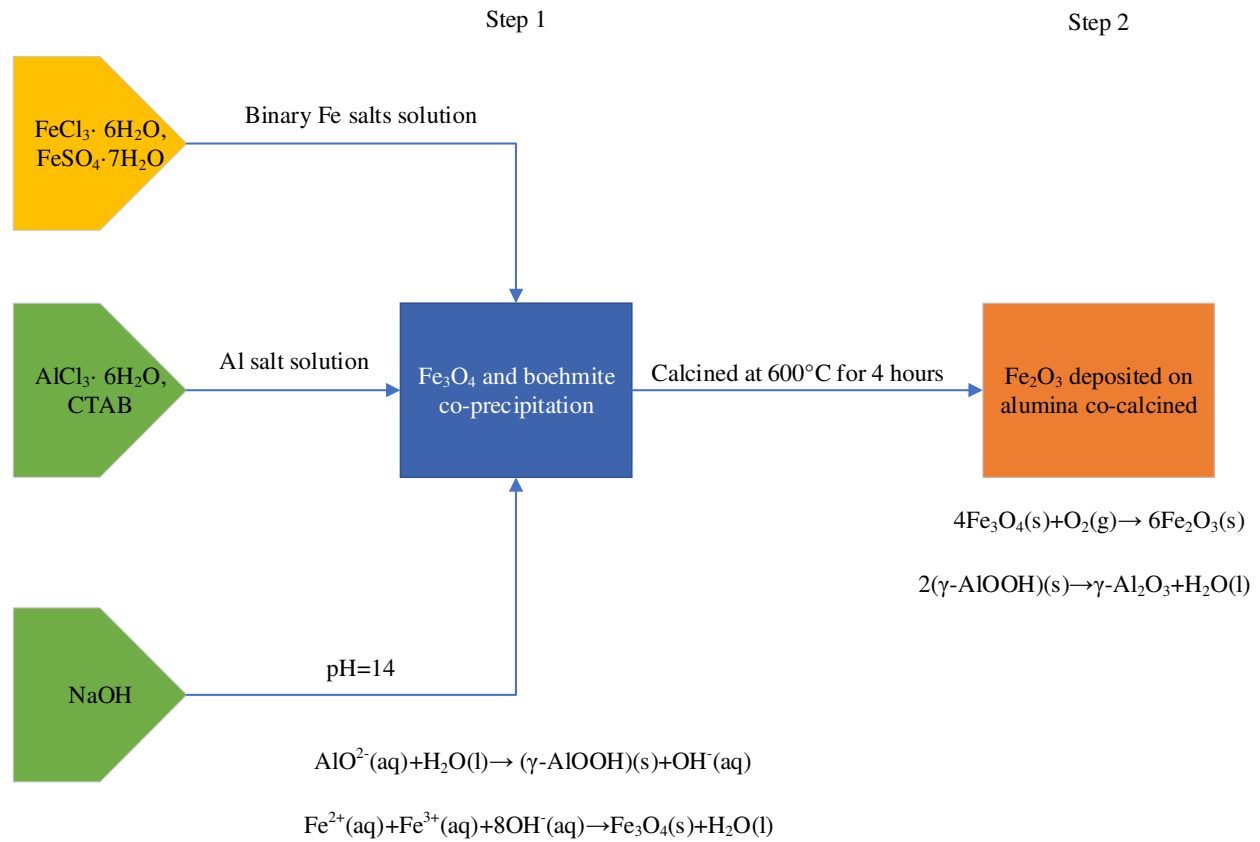 Step 1
Step 2
FeCl₃· 6H₂O,
FeSO₄·7H₂O
Binary Fe salts solution
AlCl₃· 6H₂O,
CTAB
Al salt solution
Fe₃O₄ and boehmite
co-precipitation
Calcined at 600°C for 4 hours
Fe₂O₃ deposited on
alumina co-calcined
4Fe₃O₄(s)+O₂(g)→ 6Fe₂O₃(s)
2(γ-AlOOH)(s)→γ-Al₂O₃+H₂O(l)
NaOH
pH=14
AlO²⁻(aq)+H₂O(l)→ (γ-AlOOH)(s)+OH⁻(aq)
Fe²⁺(aq)+Fe³⁺(aq)+8OH⁻(aq)→Fe₃O₄(s)+H₂O(l)